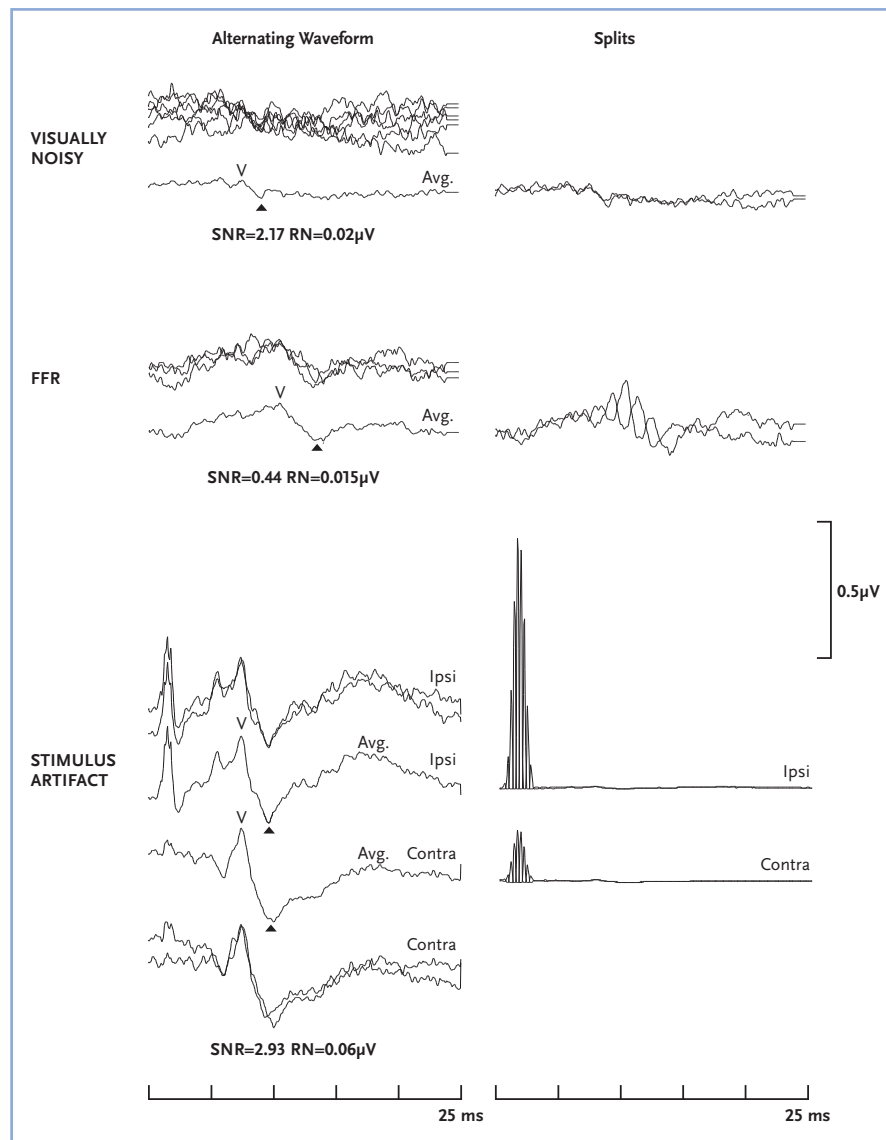 Alternating Waveform
Splits
VISUALLY
NOISY
V
Avg.
SNR=2.17 RN=0.02µV
FFR
V
Avg.
SNR=0.44 RN=0.015µV
0.5µV
STIMULUS
ARTIFACT
Ipsi
V
Avg.
Ipsi
Ipsi
V
Avg. Contra
Contra
Contra
SNR=2.93 RN=0.06µV
25 ms
25 ms